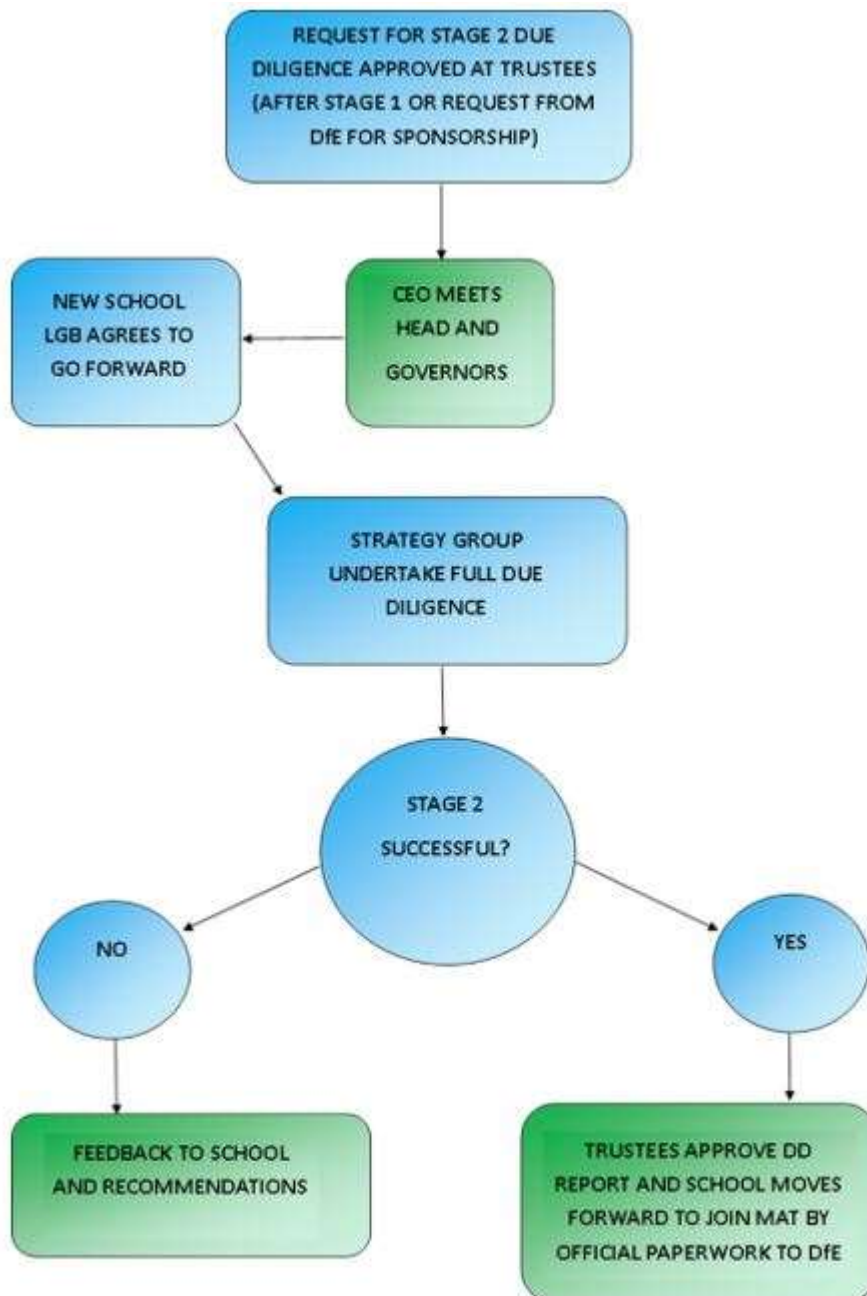 REQUEST FOR STAGE 2 DUE
DILIGENCE APPROVED AT TRUSTEES
(AFTER STAGE 1 OR REQUEST FROM
DfE FOR SPONSORSHIP)
CEO MEETS
HEAD AND
GOVERNORS
NEW SCHOOL
LGB AGREES TO
GO FORWARD
STRATEGY GROUP
UNDERTAKE FULL DUE
DILIGENCE
STAGE 2
SUCCESSFUL?
NO
YES
FEEDBACK TO SCHOOL
AND RECOMMENDATIONS
TRUSTEES APPROVE DD
REPORT AND SCHOOL MOVES
FORWARD TO JOIN MAT BY
OFFICIAL PAPERWORK TO DfE